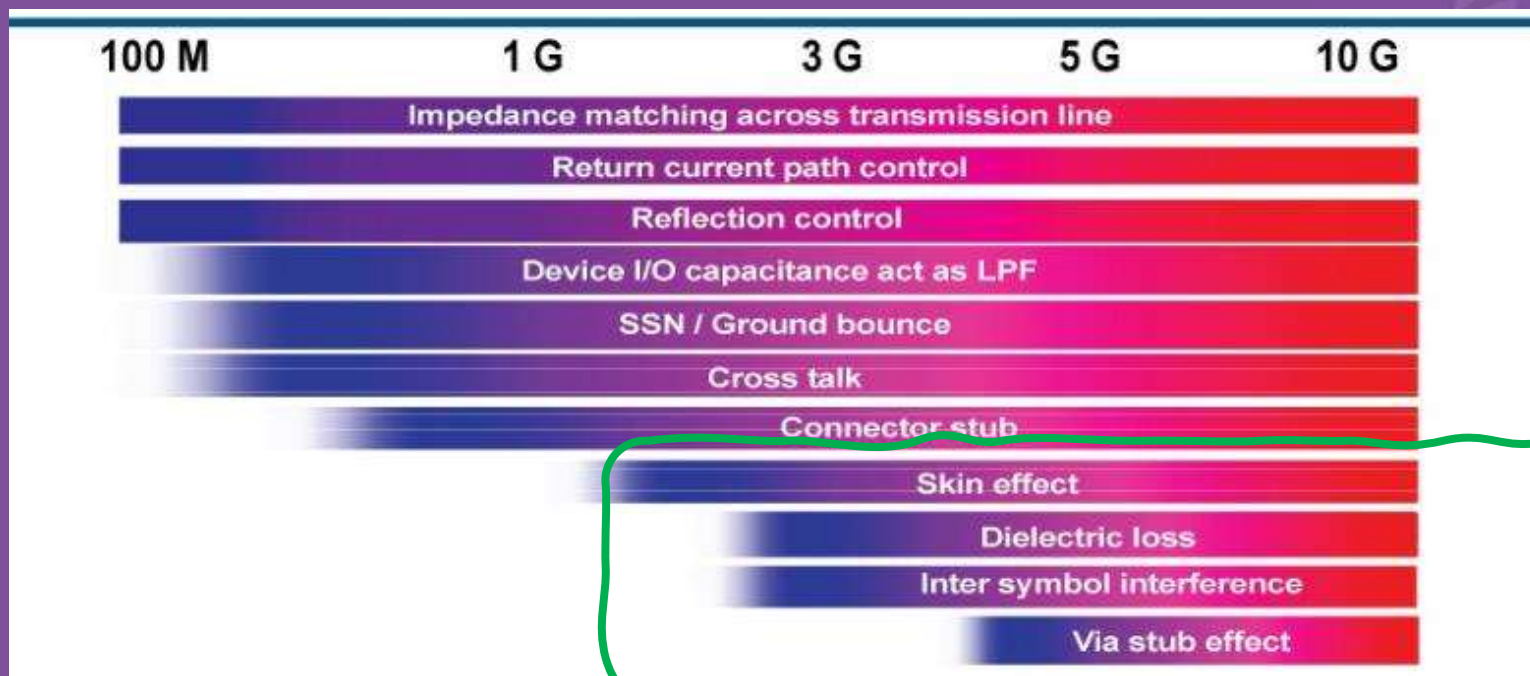 100 M 1 G 3 G 5 G 10 G
Impedance matching across transmission line
Return current path control
Reflection control
Device I/O capacitance act as LPF
SSN / Ground bounce
Cross talk
Connector stub
Skin effect
Dielectric loss
Inter symbol interference
Via stub effect